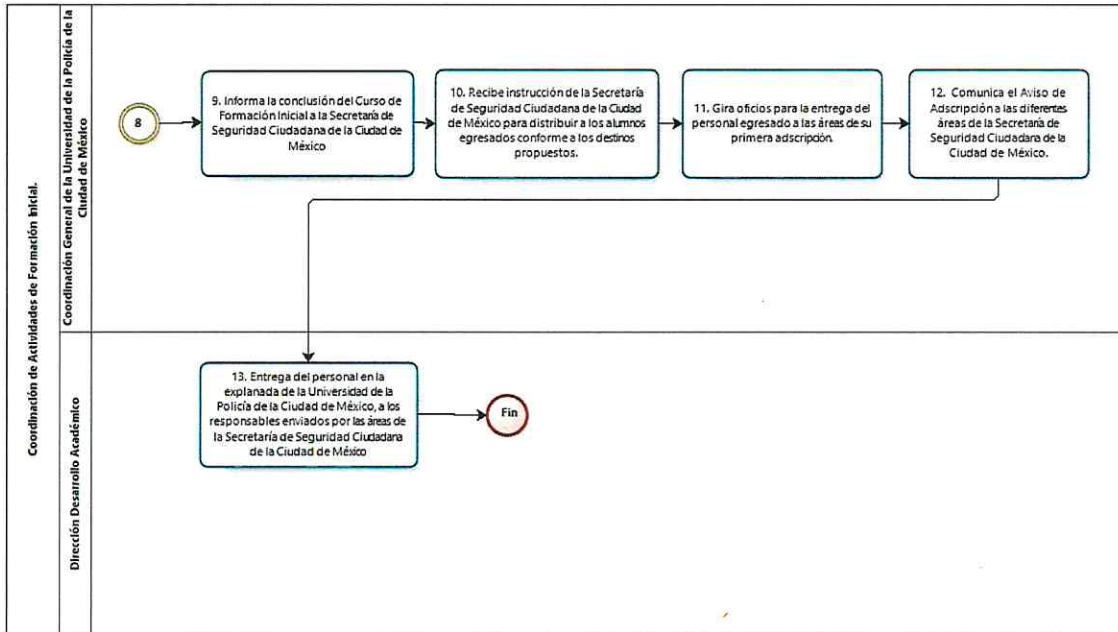 Coordinación de Actividades de Formación Inicial.
Coordinación General de la Universidad de la Policía de la
Ciudad de México
8
9. Informa la conclusión del Curso de
Formación Inicial a la Secretaría de
Seguridad Ciudadana de la Ciudad de
México
10. Recibe instrucción de la Secretaría
de Seguridad Ciudadana de la Ciudad
de México para distribuir a los alumnos
egresados conforme a los destinos
propuestos.
11. Gira oficios para la entrega del
personal egresado a las áreas de su
primera adscripción.
12. Comunica el Aviso de
Adscripción a las diferentes
áreas de la Secretaría de
Seguridad Ciudadana de la
Ciudad de México.
Dirección Desarrollo Académico
13. Entrega del personal en la
explanada de la Universidad de la
Policía de la Ciudad de México, a los
responsables enviados por las áreas de
la Secretaría de Seguridad Ciudadana
de la Ciudad de México
Fin